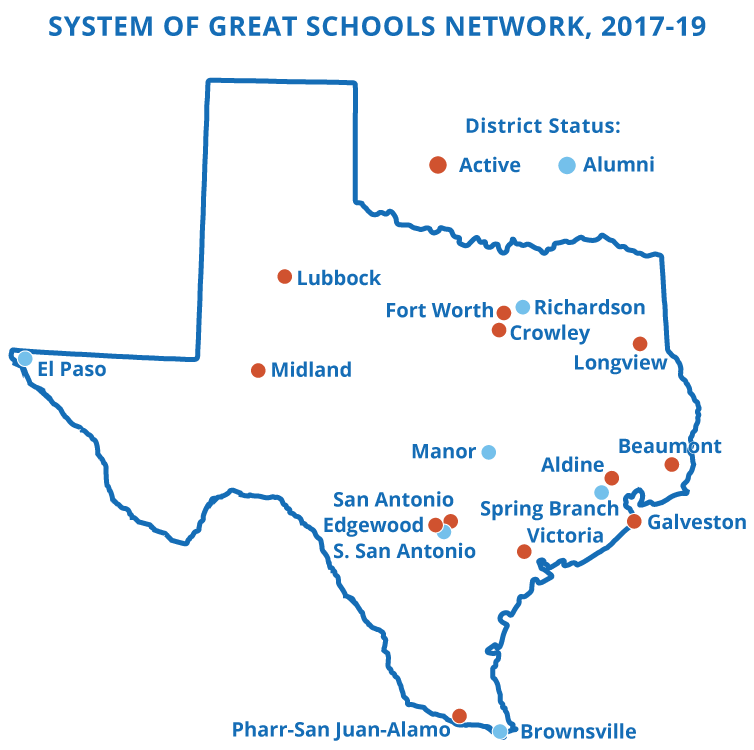 SYSTEM OF GREAT SCHOOLS NETWORK, 2017-19
District Status:
Active
Alumni
Lubbock
Fort Worth
Richardson
Crowley
Longview
El Paso
Midland
Manor
Beaumont
Aldine
San Antonio
Spring Branch
Edgewood
Galveston
Victoria
S. San Antonio
Pharr-San Juan-Alamo
Brownsville